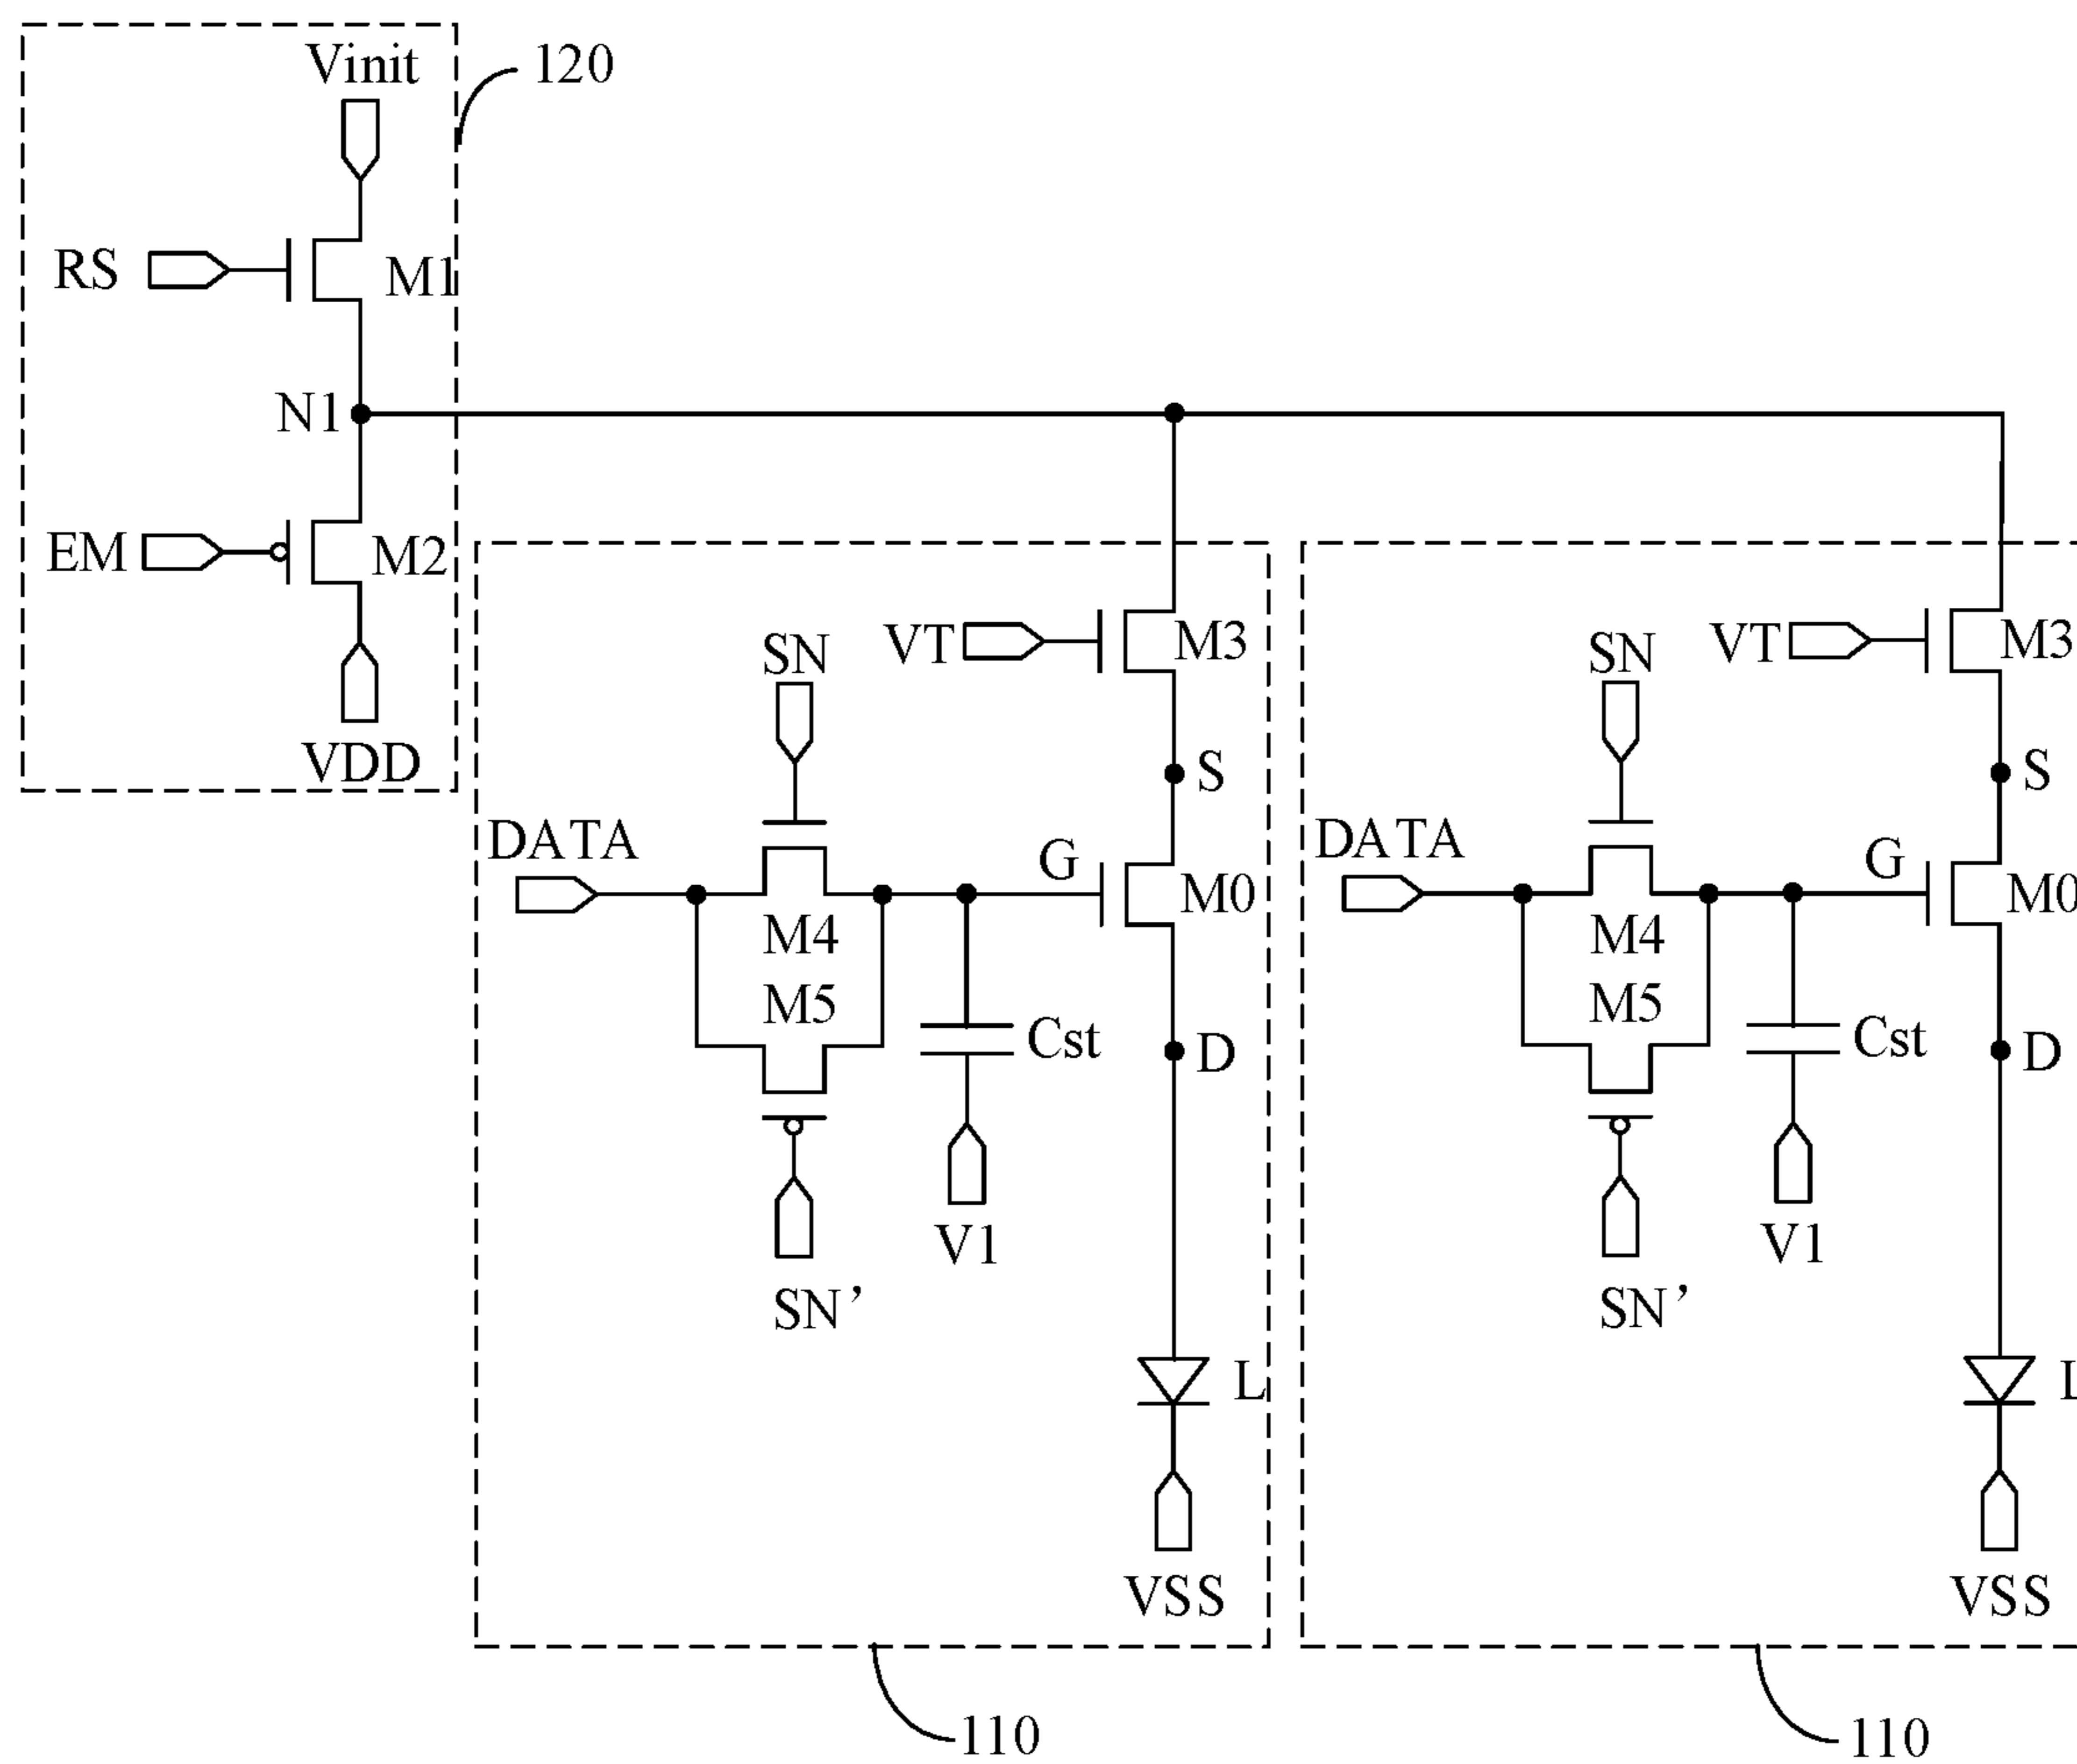 Vinit
120
RS
M1
N1
EM
M2
VDD
SN
VT
M3
S
DATA
G
M0
M4
M5
Cst
D
V1
SN’
L
VSS
110
SN
VT
M3
S
DATA
G
M0
M4
M5
Cst
D
V1
SN’
L
VSS
110